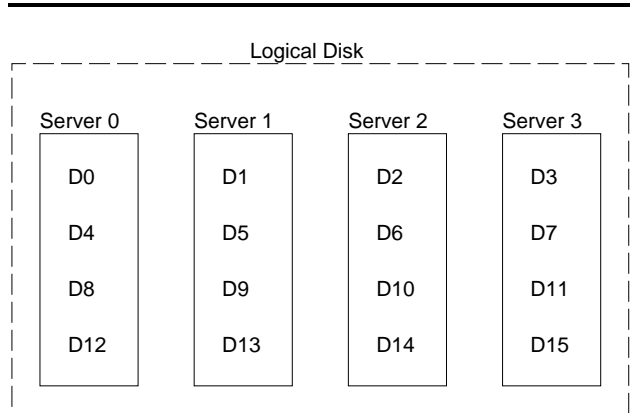 Logical Disk
Server 0 Server 1 Server 2 Server 3
D0 D1 D2 D3
D4 D5 D6 D7
D8 D9 D10 D11
D12 D13 D14 D15